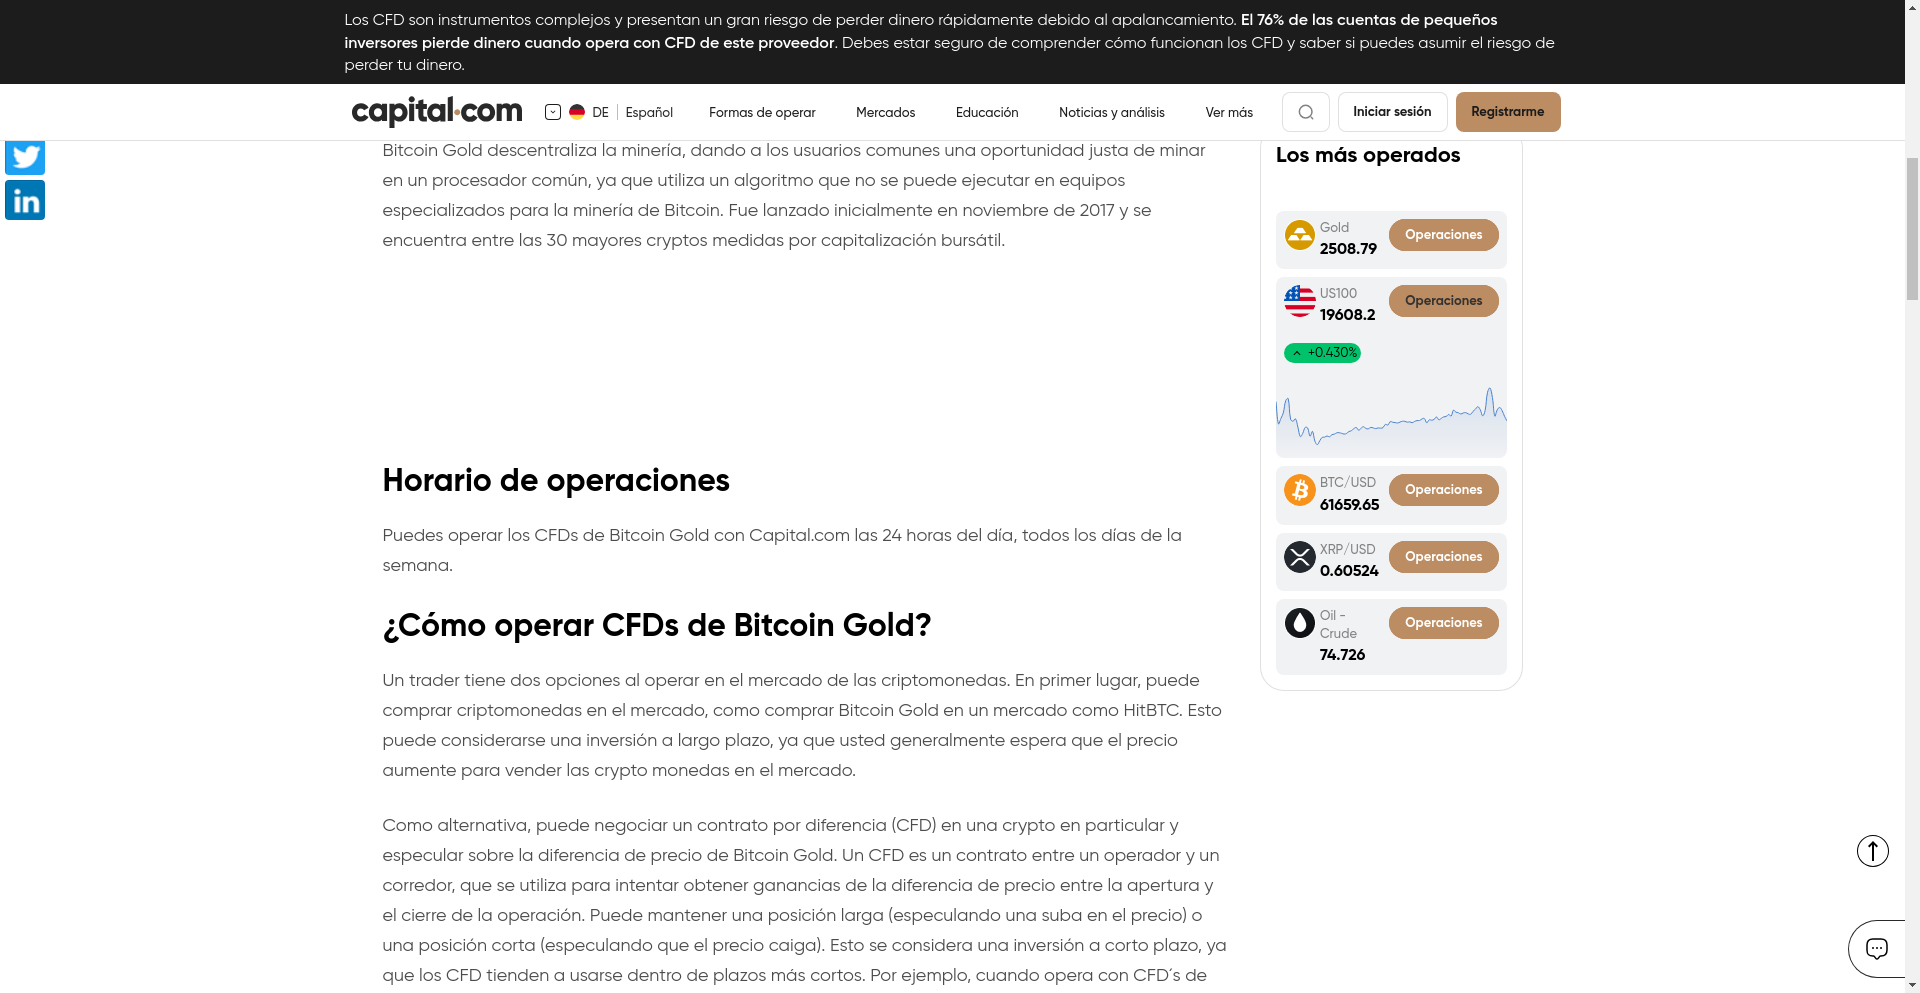 Los CFD son instrumentos complejos y presentan un gran riesgo de perder dinero rápidamente debido al apalancamiento. El 76% de las cuentas de pequeños
inversores pierde dinero cuando opera con CFD de este proveedor. Debes estar seguro de comprender cómo funcionan los CFD y saber si puedes asumir el riesgo de
perder tu dinero.
capital.com DE Español Formas de operar Mercados Educación Noticias y análisis Ver más Iniciar sesión Registrarme
in
Bitcoin Gold descentraliza la minería, dando a los usuarios comunes una oportunidad justa de minar
en un procesador común, ya que utiliza un algoritmo que no se puede ejecutar en equipos
especializados para la minería de Bitcoin. Fue lanzado inicialmente en noviembre de 2017 y se
encuentra entre las 30 mayores cryptos medidas por capitalización bursátil.
Horario de operaciones
Puedes operar los CFDs de Bitcoin Gold con Capital.com las 24 horas del día, todos los días de la
semana.
¿Cómo operar CFDs de Bitcoin Gold?
Un trader tiene dos opciones al operar en el mercado de las criptomonedas. En primer lugar, puede
comprar criptomonedas en el mercado, como comprar Bitcoin Gold en un mercado como HitBTC. Esto
puede considerarse una inversión a largo plazo, ya que usted generalmente espera que el precio
aumente para vender las crypto monedas en el mercado.
Como alternativa, puede negociar un contrato por diferencia (CFD) en una crypto en particular y
especular sobre la diferencia de precio de Bitcoin Gold. Un CFD es un contrato entre un operador y un
corredor, que se utiliza para intentar obtener ganancias de la diferencia de precio entre la apertura y
el cierre de la operación. Puede mantener una posición larga (especulando una suba en el precio) o
una posición corta (especulando que el precio caiga). Esto se considera una inversión a corto plazo, ya
que los CFD tienden a usarse dentro de plazos más cortos. Por ejemplo, cuando opera con CFD´s de
Los más operados
Gold
2508.79
Operaciones
US100
19608.2
Operaciones
+0.430%
BTC/USD
61659.65
Operaciones
XRP/USD
0.60524
Operaciones
Oil -
Crude
74.726
Operaciones